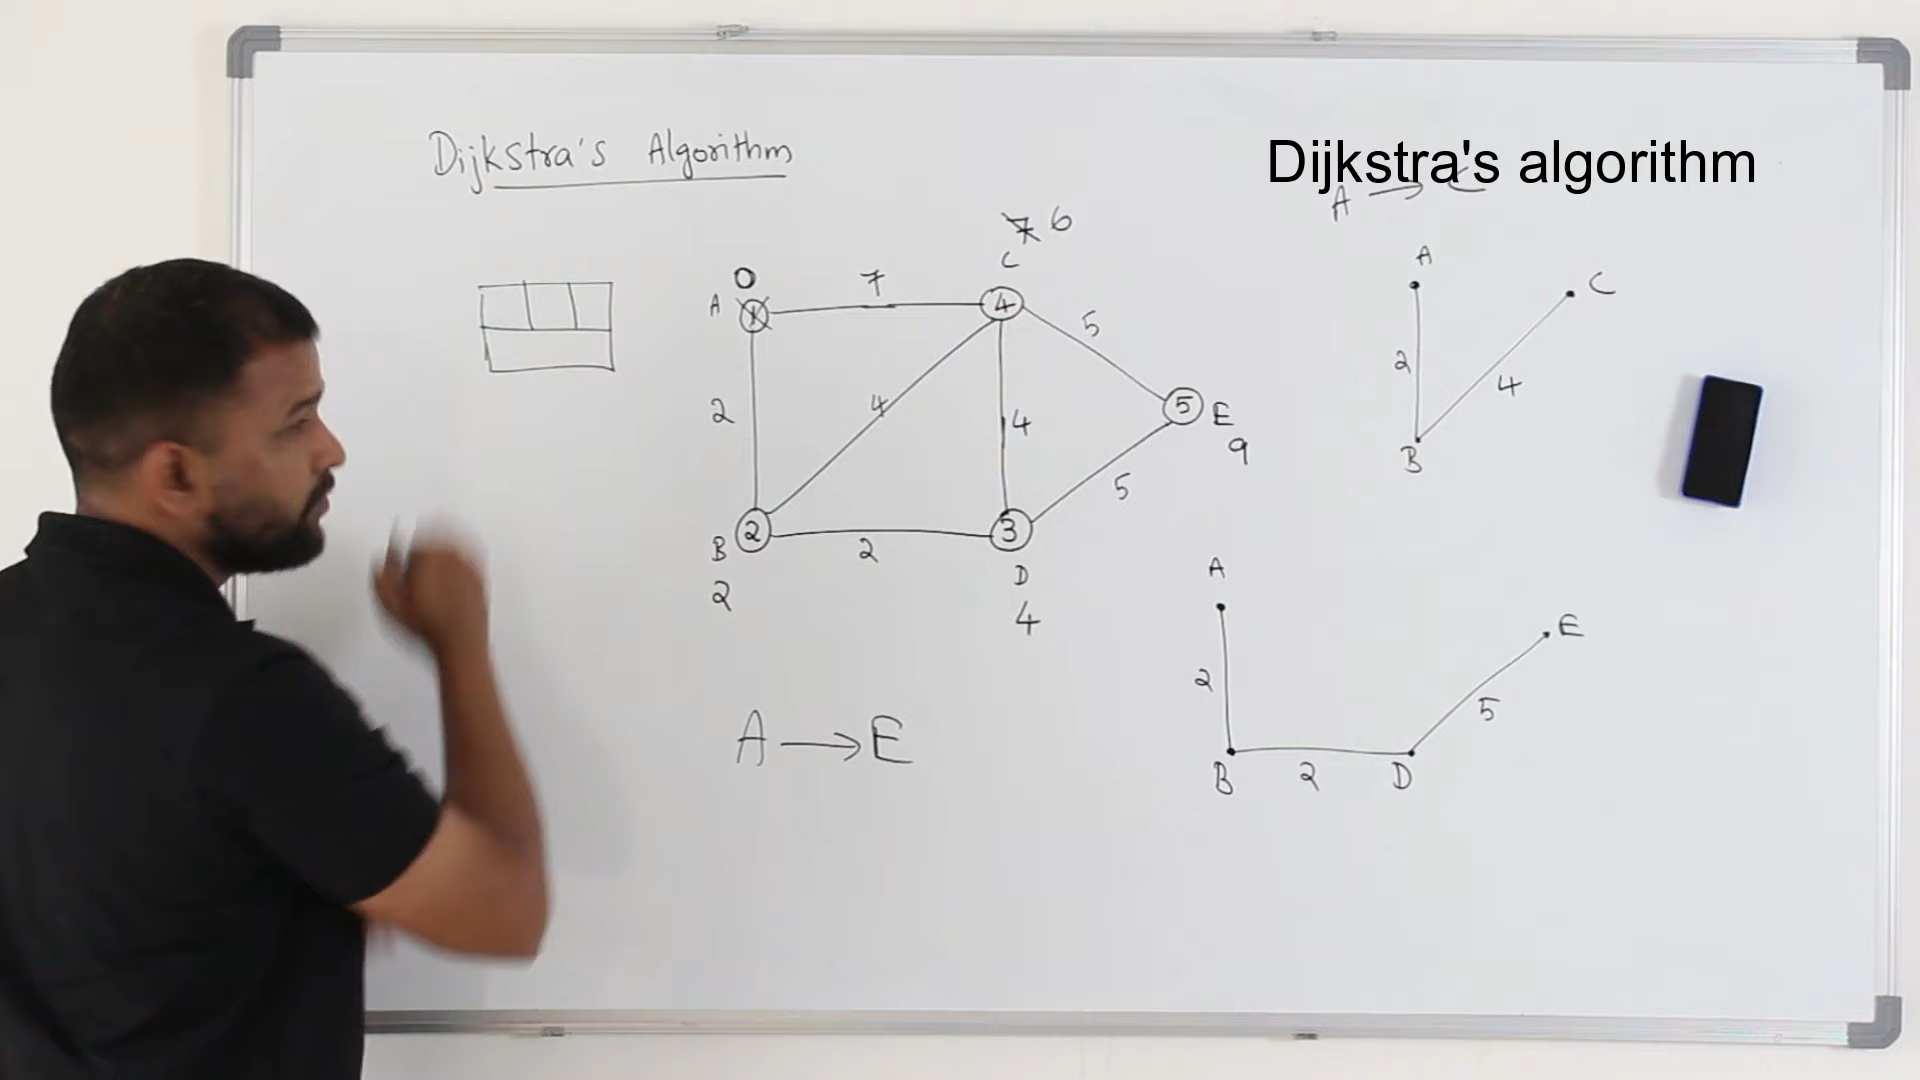 Dijkstra's Algorithm
Dijkstra's algorithm
A → C
7 6
C
0
A 1
7
4
5
2
4
4
5 E
9
B 2
2
2
3
D
4
5
A → E
A
C
2
4
B
A
E
2
5
B 2 D